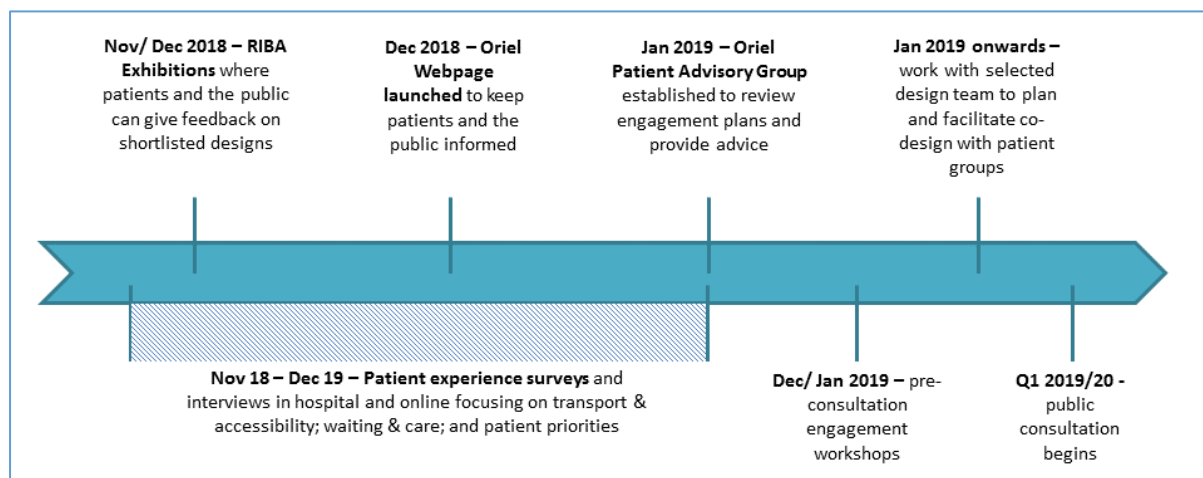 Nov/ Dec 2018 – RIBA
Exhibitions where
patients and the public
can give feedback on
shortlisted designs
Dec 2018 – Oriel
Webpage
launched to keep
patients and the
public informed
Jan 2019 – Oriel
Patient Advisory Group
established to review
engagement plans and
provide advice
Jan 2019 onwards –
work with selected
design team to plan
and facilitate co-
design with patient
groups
Nov 18 – Dec 19 – Patient experience surveys and
interviews in hospital and online focusing on transport &
accessibility; waiting & care; and patient priorities
Dec/ Jan 2019 – pre-
consultation
engagement
workshops
Q1 2019/20 -
public
consultation
begins